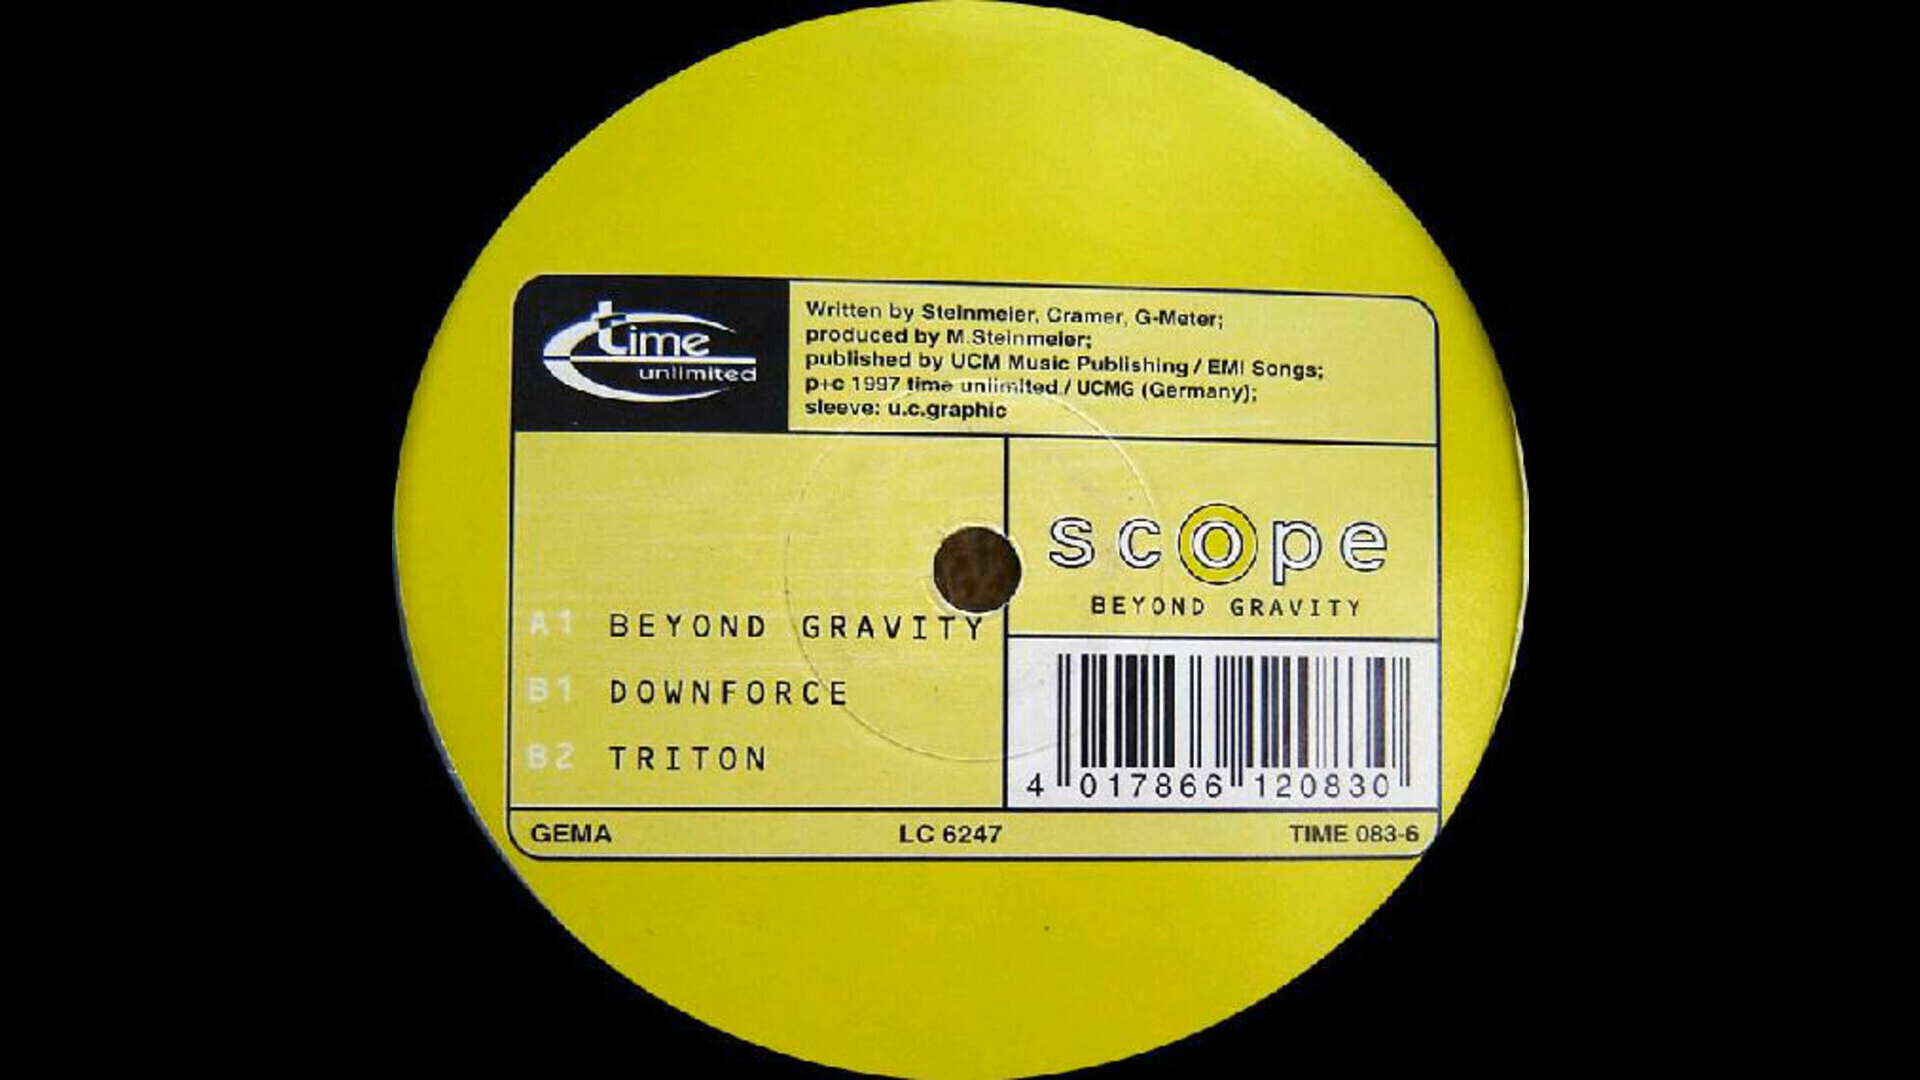 time
unlimited
Written by Steinmeier, Cramer, G-Meter;
produced by M.Steinmeier;
published by UCM Music Publishing / EMI Songs;
p+c 1997 time unlimited / UCMG (Germany);
sleeve: u.c.graphic
scope
BEYOND GRAVITY
A1 BEYOND GRAVITY
B1 DOWNFORCE
B2 TRITON
4 017866 120830
GEMA LC 6247 TIME 083-6